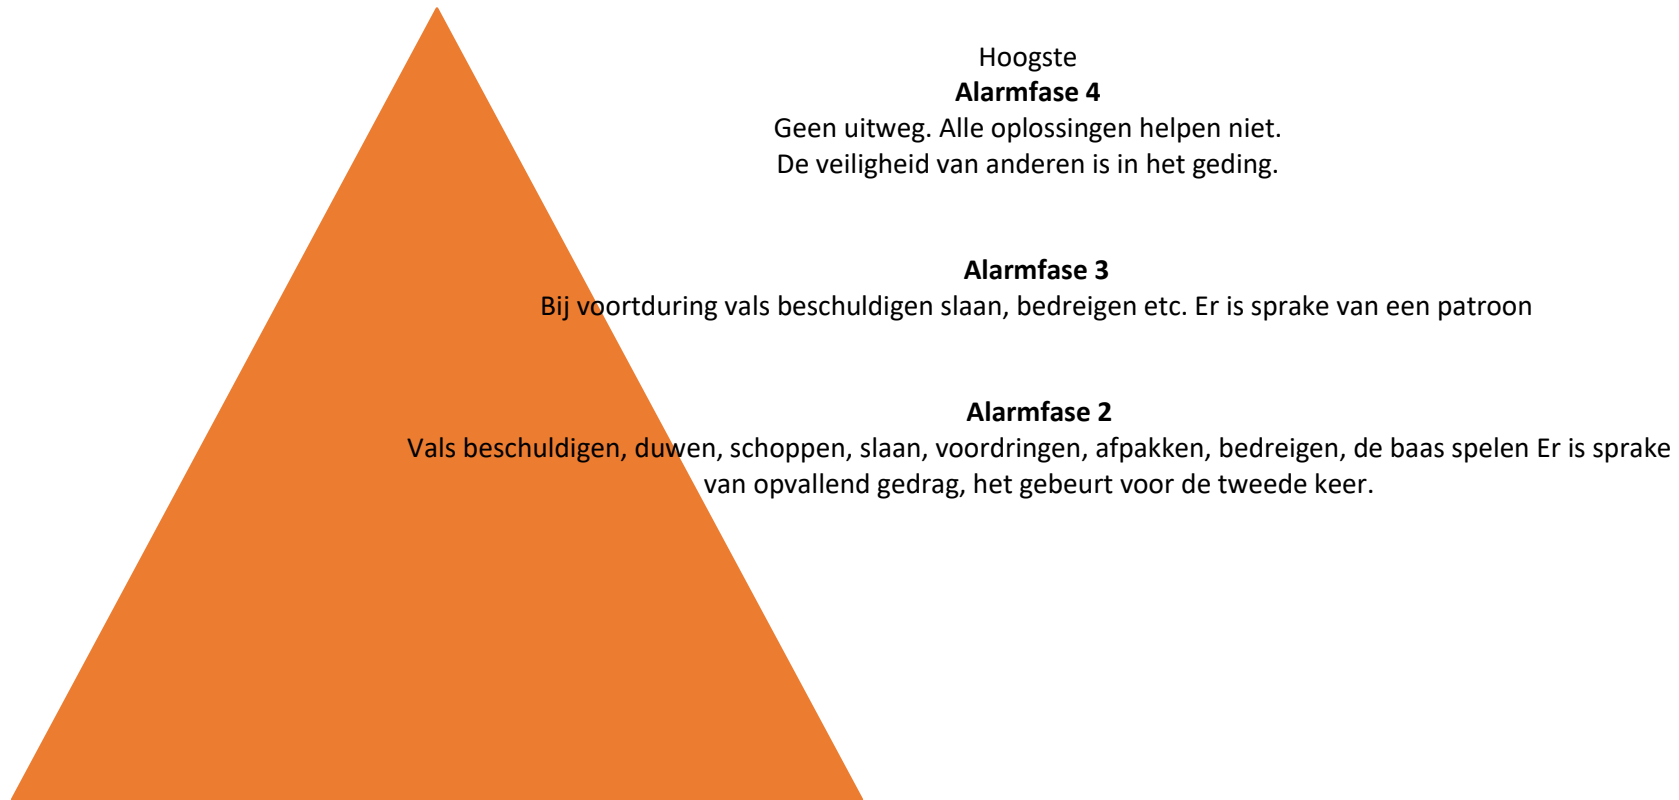 Hoogste
Alarmfase 4
Geen uitweg. Alle oplossingen helpen niet.
De veiligheid van anderen is in het geding.
Alarmfase 3
Bij voortduring vals beschuldigen slaan, bedreigen etc. Er is sprake van een patroon
Alarmfase 2
Vals beschuldigen, duwen, schoppen, slaan, voordringen, afpakken, bedreigen, de baas spelen Er is sprake
van opvallend gedrag, het gebeurt voor de tweede keer.